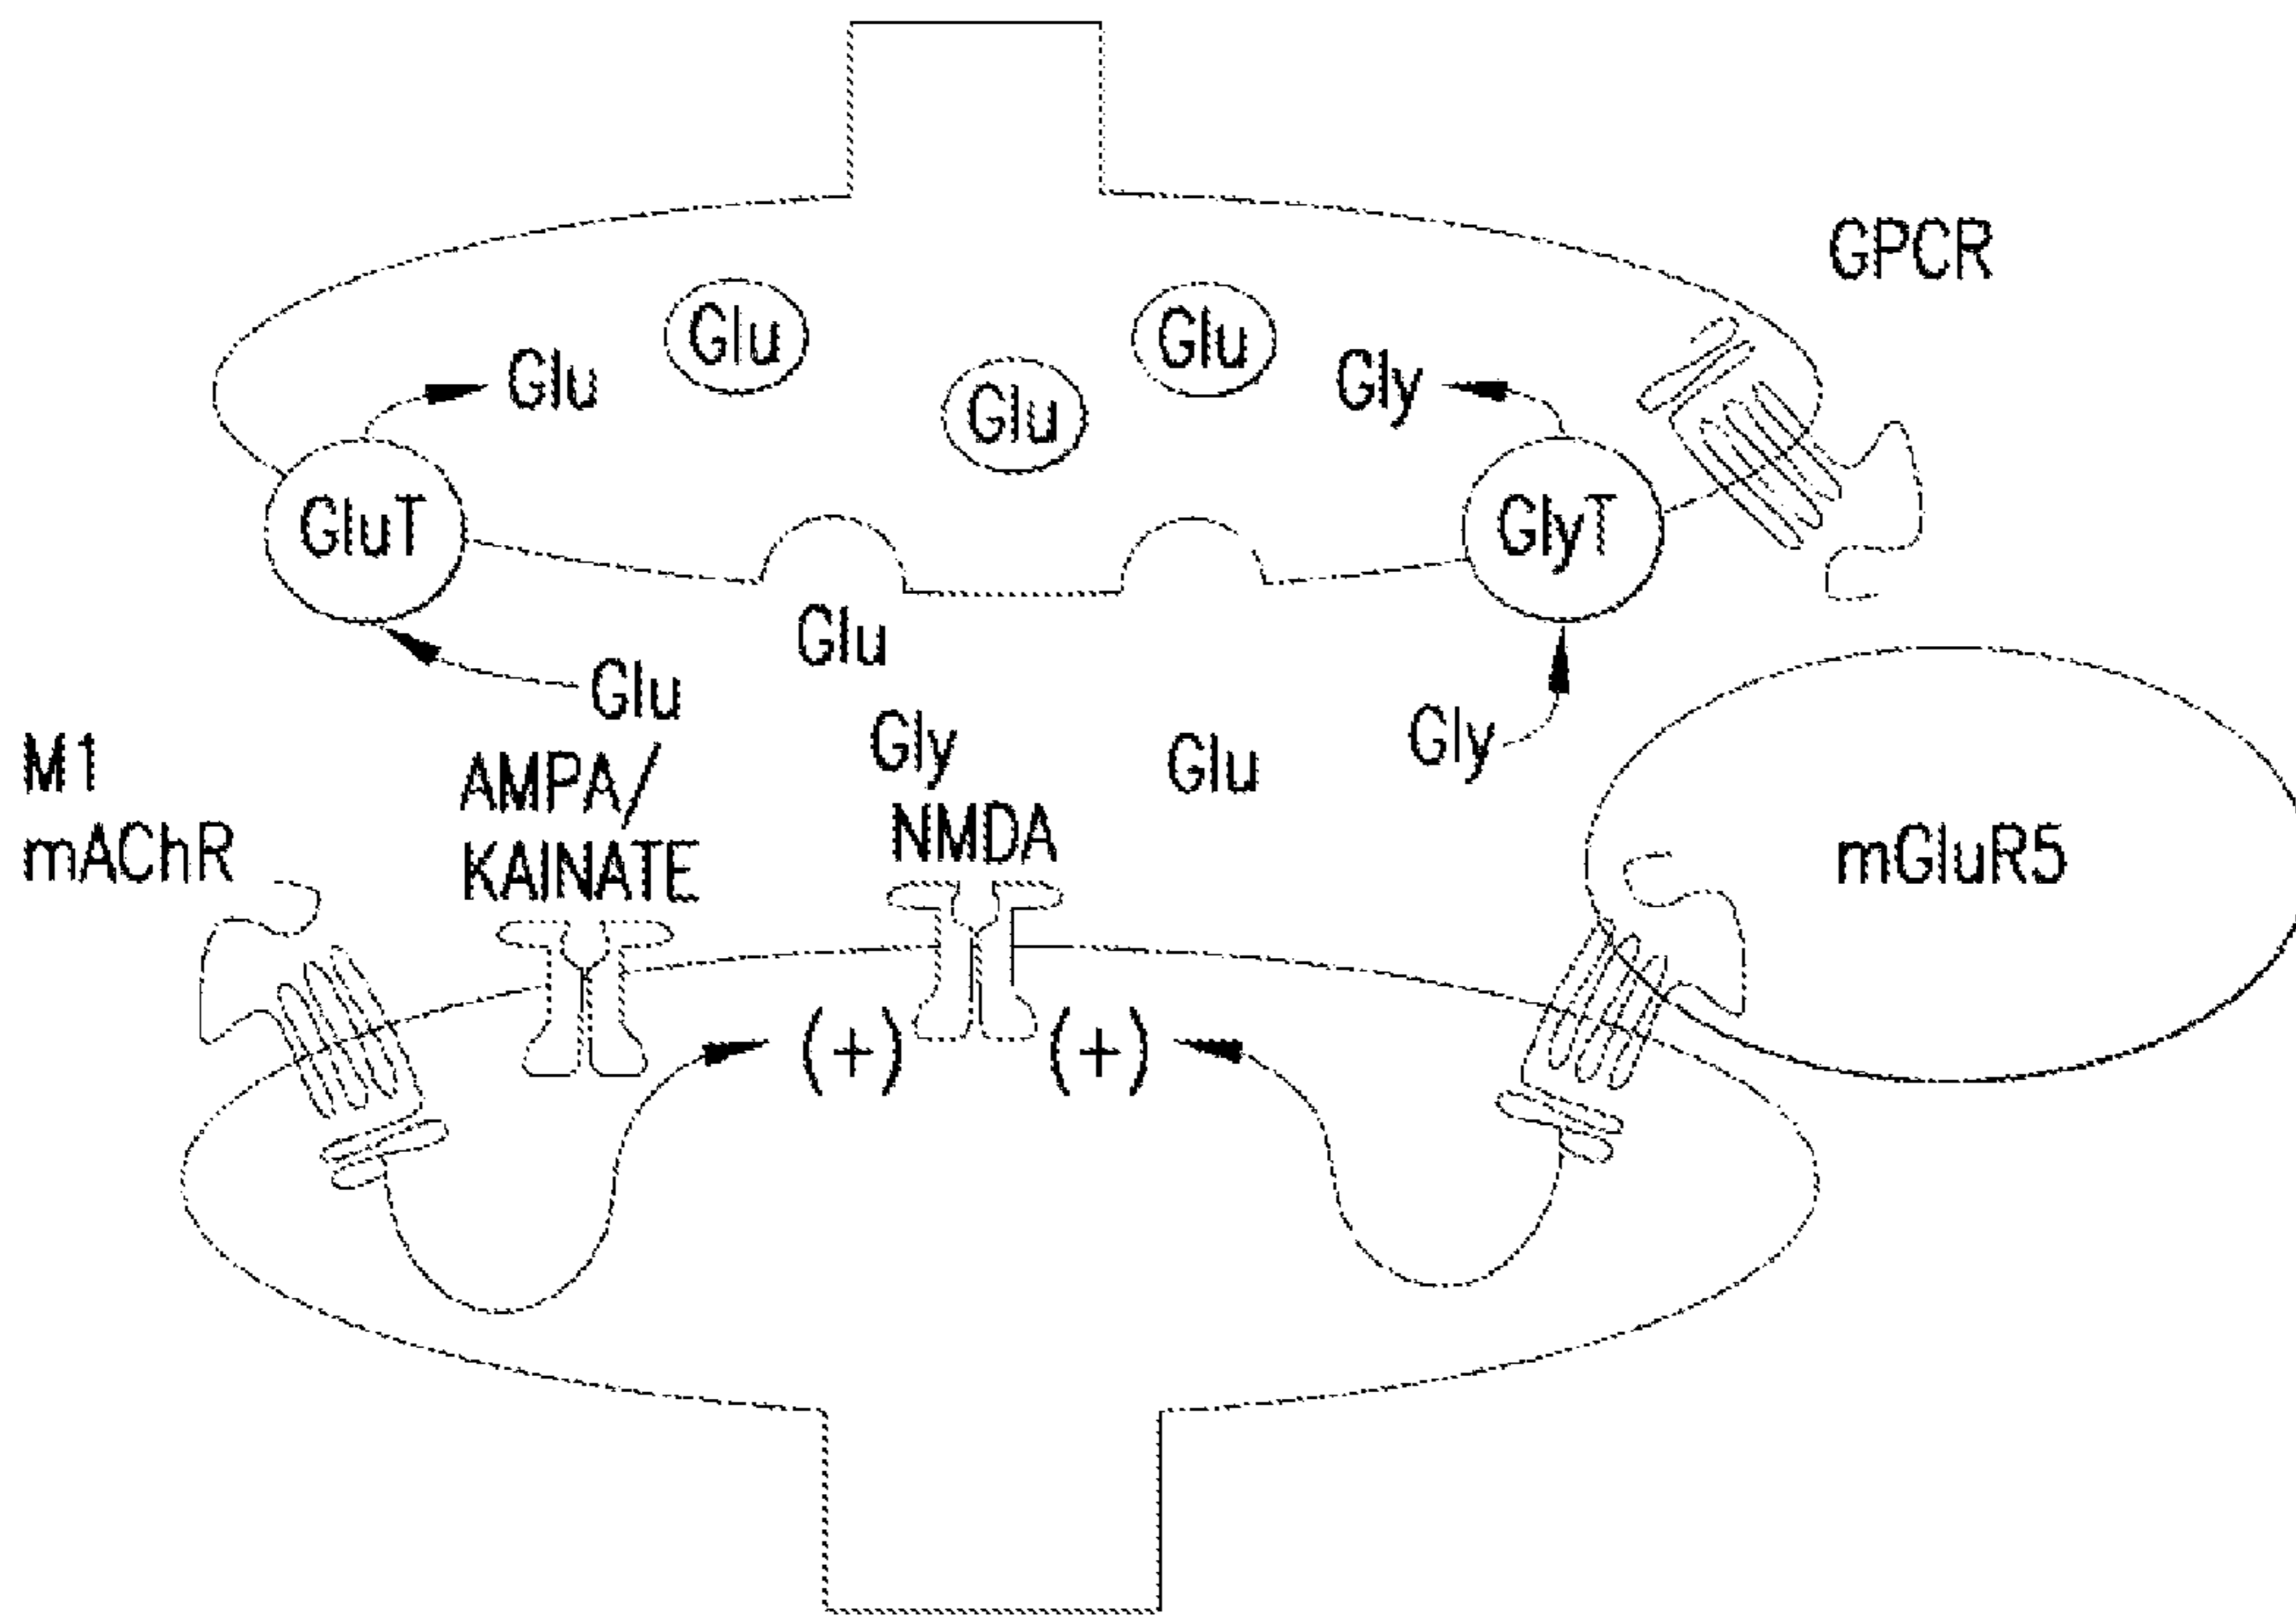 GPCR
Glu
Glu
Glu
Gly
Glu
GluT
GlyT
Glu
Glu
Gly
Glu
Gly
M1
mAChR
AMPA/
KAINATE
NMDA
mGluR5
(+)
(+)